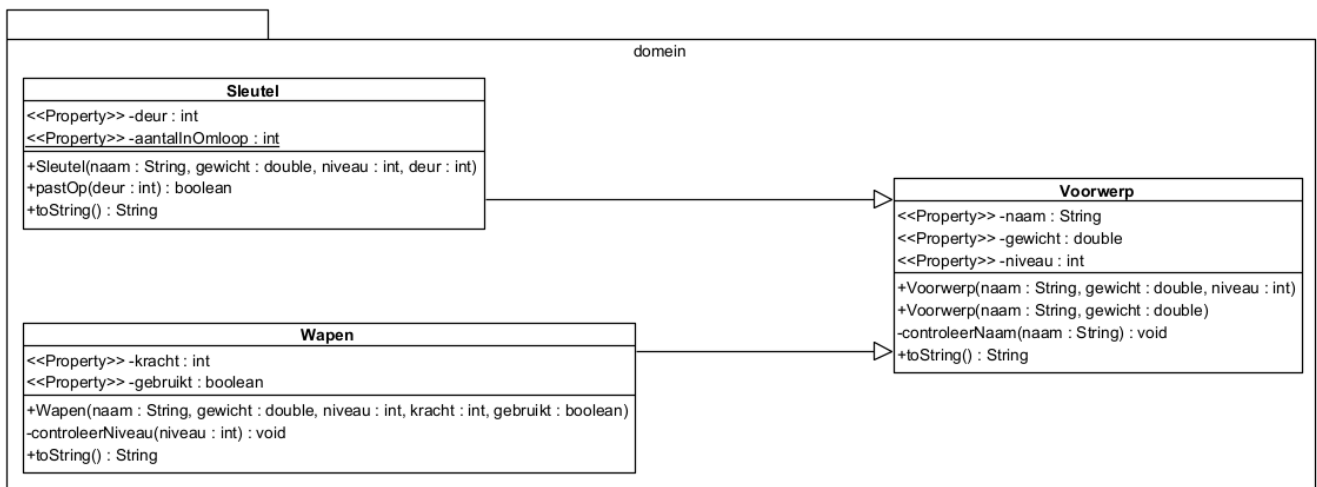 domein
Sleutel
<<Property>> -deur : int
<<Property>> -aantalInOmloop : int
+Sleutel(naam : String, gewicht : double, niveau : int, deur : int)
+pastOp(deur : int) : boolean
+toString() : String
Voorwerp
<<Property>> -naam : String
<<Property>> -gewicht : double
<<Property>> -niveau : int
+Voorwerp(naam : String, gewicht : double, niveau : int)
+Voorwerp(naam : String, gewicht : double)
-controleerNaam(naam : String) : void
+toString() : String
Wapen
<<Property>> -kracht : int
<<Property>> -gebruikt : boolean
+Wapen(naam : String, gewicht : double, niveau : int, kracht : int, gebruikt : boolean)
-controleerNiveau(niveau : int) : void
+toString() : String